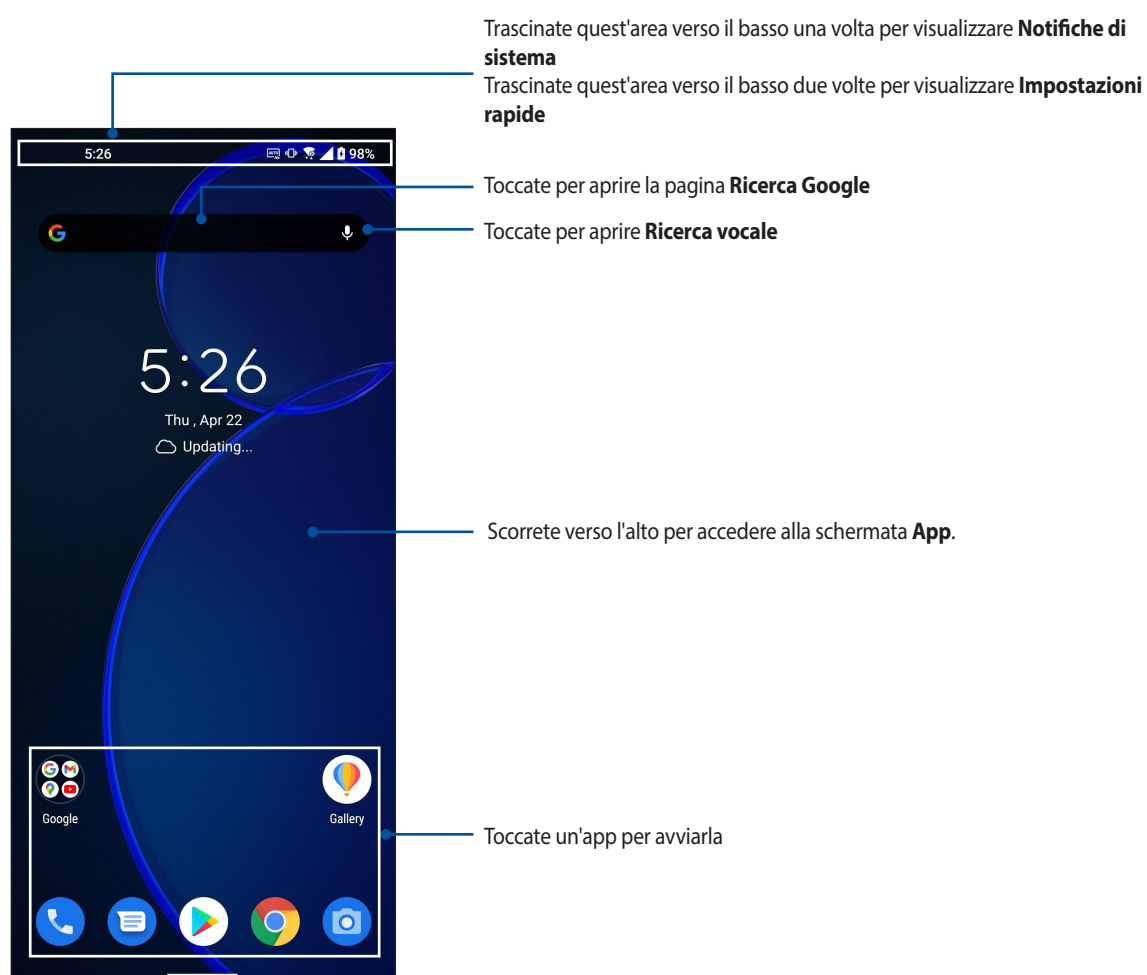 Trascinate quest'area verso il basso una volta per visualizzare Notifiche di
sistema
Trascinate quest'area verso il basso due volte per visualizzare Impostazioni
rapide
5:26
98%
Toccate per aprire la pagina Ricerca Google
Toccate per aprire Ricerca vocale
5:26
Thu , Apr 22
Updating...
Scorrete verso l'alto per accedere alla schermata App.
Google
Gallery
Toccate un'app per avviarla